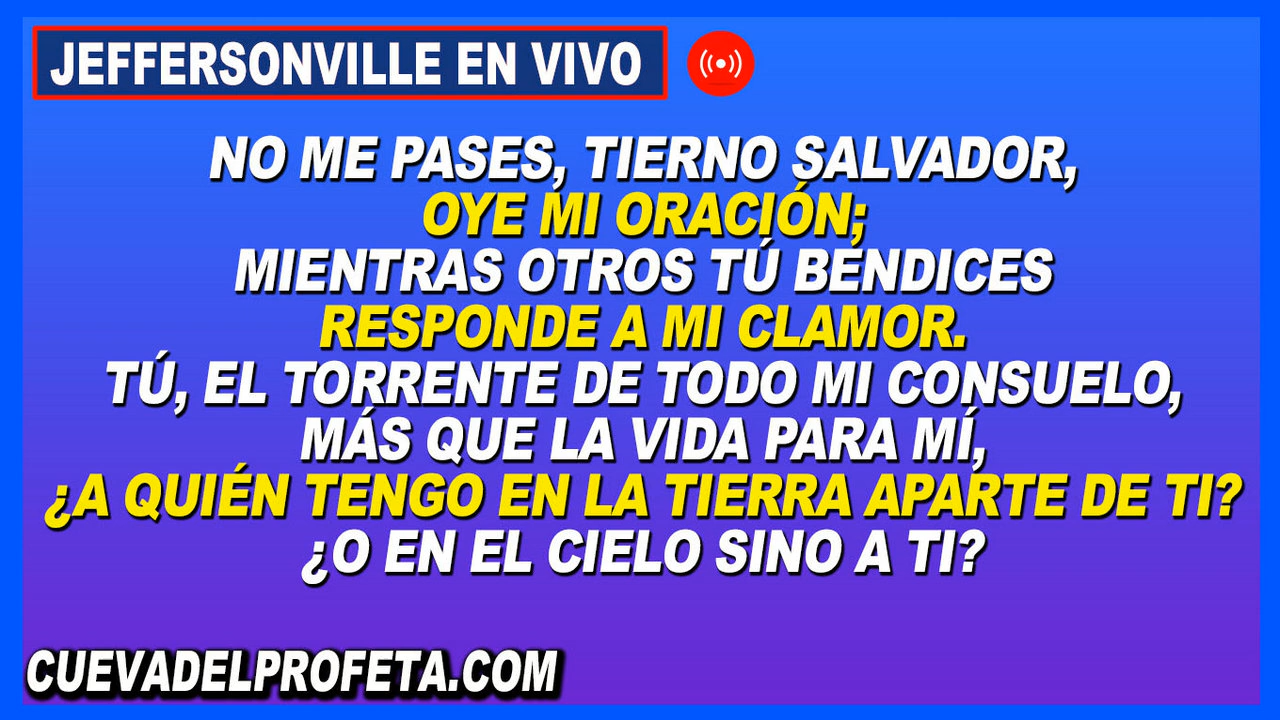 JEFFERSONVILLE EN VIVO
NO ME PASES, TIERNO SALVADOR,
OYE MI ORACIÓN;
MIENTRAS OTROS TÚ BENDICES
RESPONDE A MI CLAMOR.
TÚ, EL TORRENTE DE TODO MI CONSUELO,
MÁS QUE LA VIDA PARA MÍ,
¿A QUIÉN TENGO EN LA TIERRA APARTE DE TI?
¿O EN EL CIELO SINO A TI?
CUEVADELPROFETA.COM